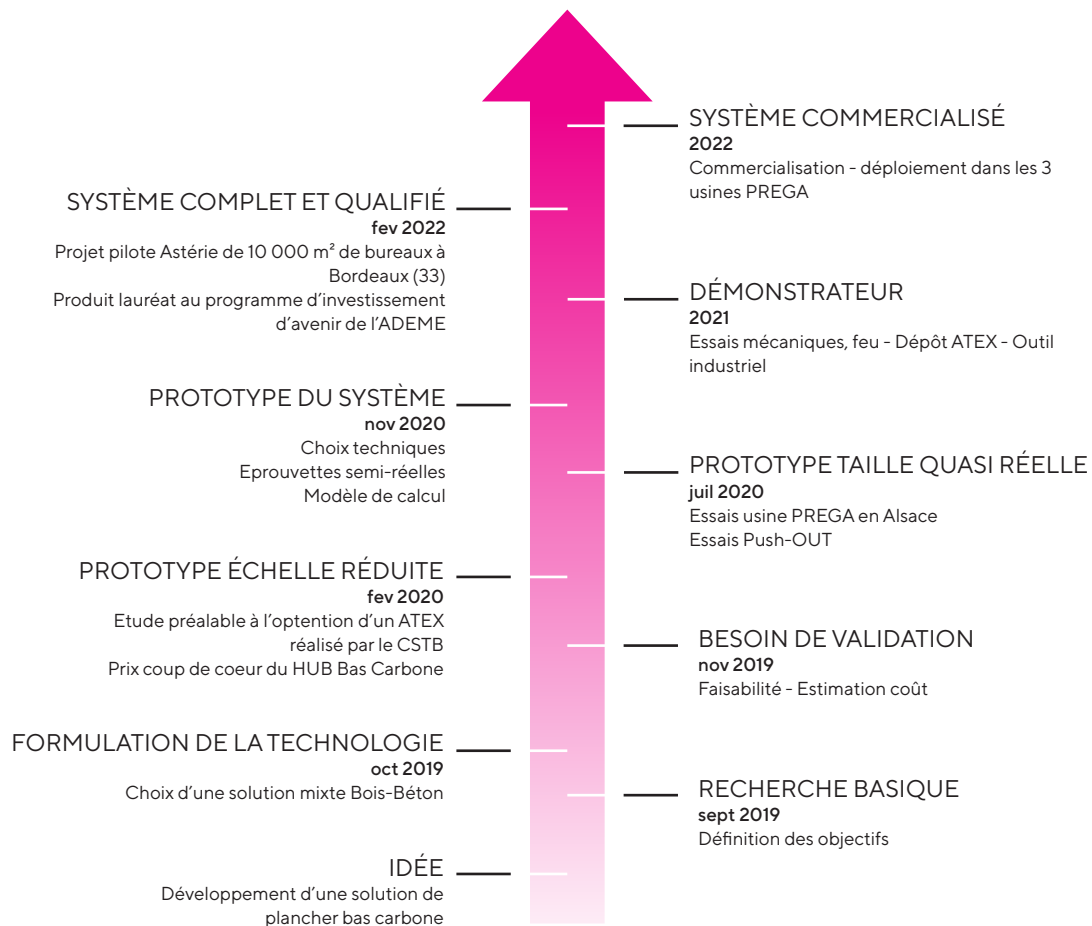 SYSTÈME COMMERCIALISÉ
2022
Commercialisation - déploiement dans les 3
usines PREGA
SYSTÈME COMPLET ET QUALIFIÉ
fev 2022
Projet pilote Astérie de 10 000 m² de bureaux à
Bordeaux (33)
Produit lauréat au programme d'investissement
d'avenir de l'ADEME
DÉMONSTRATEUR
2021
Essais mécaniques, feu - Dépôt ATEX - Outil
industriel
PROTOTYPE DU SYSTÈME
nov 2020
Choix techniques
Eprouvettes semi-réelles
Modèle de calcul
PROTOTYPE TAILLE QUASI RÉELLE
juil 2020
Essais usine PREGA en Alsace
Essais Push-OUT
PROTOTYPE ÉCHELLE RÉDUITE
fev 2020
Etude préalable à l'optention d'un ATEX
réalisé par le CSTB
Prix coup de coeur du HUB Bas Carbone
BESOIN DE VALIDATION
nov 2019
Faisabilité - Estimation coût
FORMULATION DE LA TECHNOLOGIE
oct 2019
Choix d'une solution mixte Bois-Béton
RECHERCHE BASIQUE
sept 2019
Définition des objectifs
IDÉE
Développement d'une solution de
plancher bas carbone